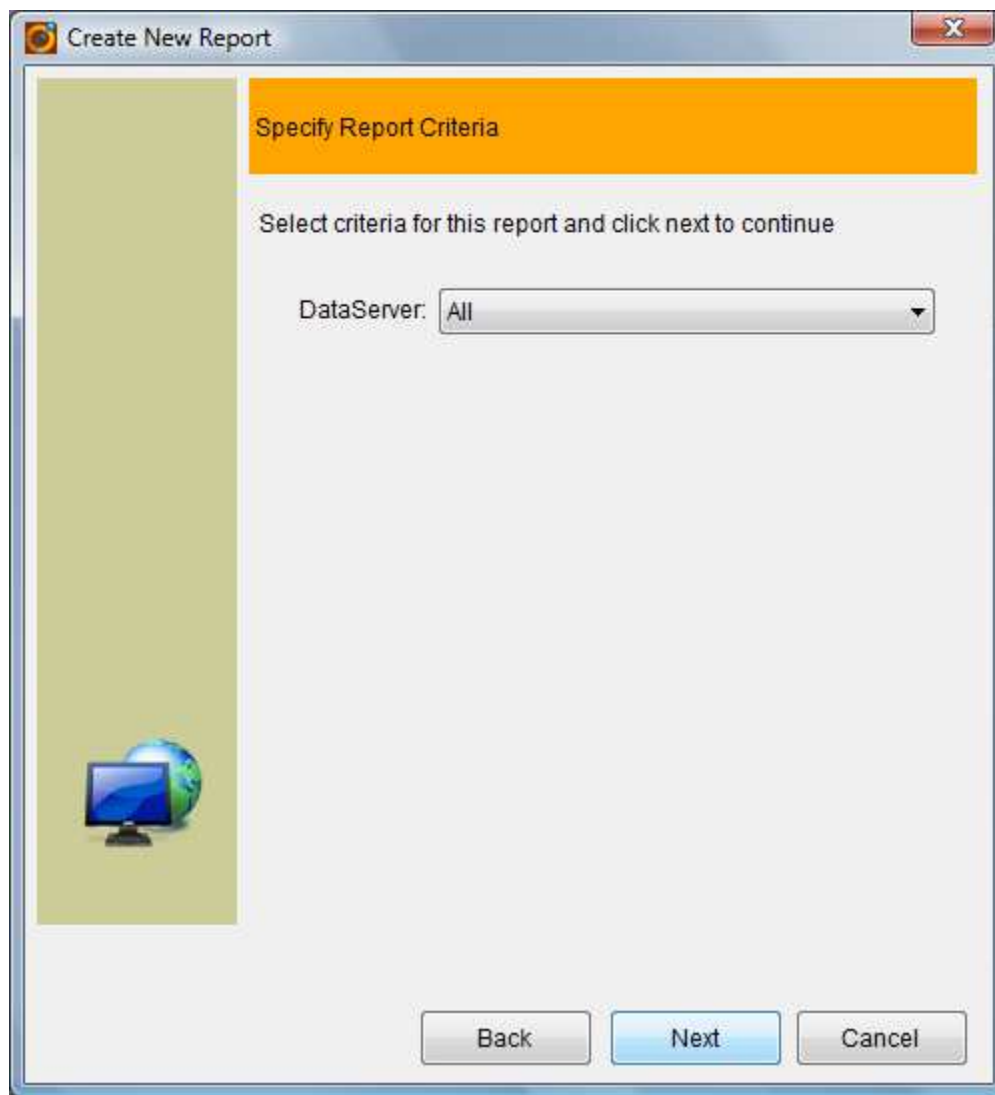 Create New Report
Specify Report Criteria
Select criteria for this report and click next to continue
DataServer: All
Back Next Cancel